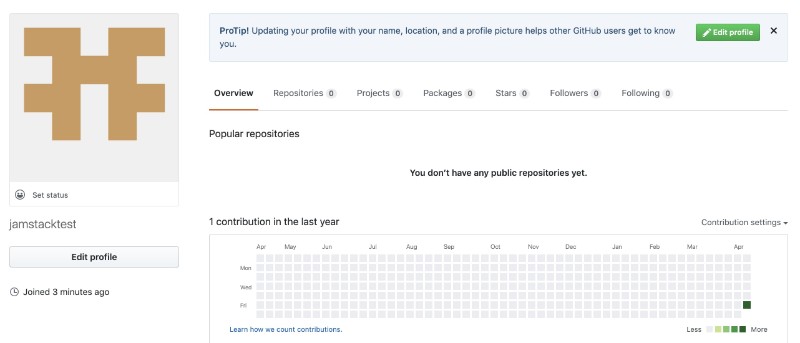 ProTip! Updating your profile with your name, location, and a profile picture helps other GitHub users get to know
you.
Edit profile
Overview Repositories 0 Projects 0 Packages 0 Stars 0 Followers 0 Following 0
Popular repositories
You don't have any public repositories yet.
Set status
jamstacktest
Edit profile
Joined 3 minutes ago
1 contribution in the last year
Contribution settings
Apr May Jun Jul Aug Sep Oct Nov Dec Jan Feb Mar Apr
Mon
Wed
Fri
Learn how we count contributions.
Less More